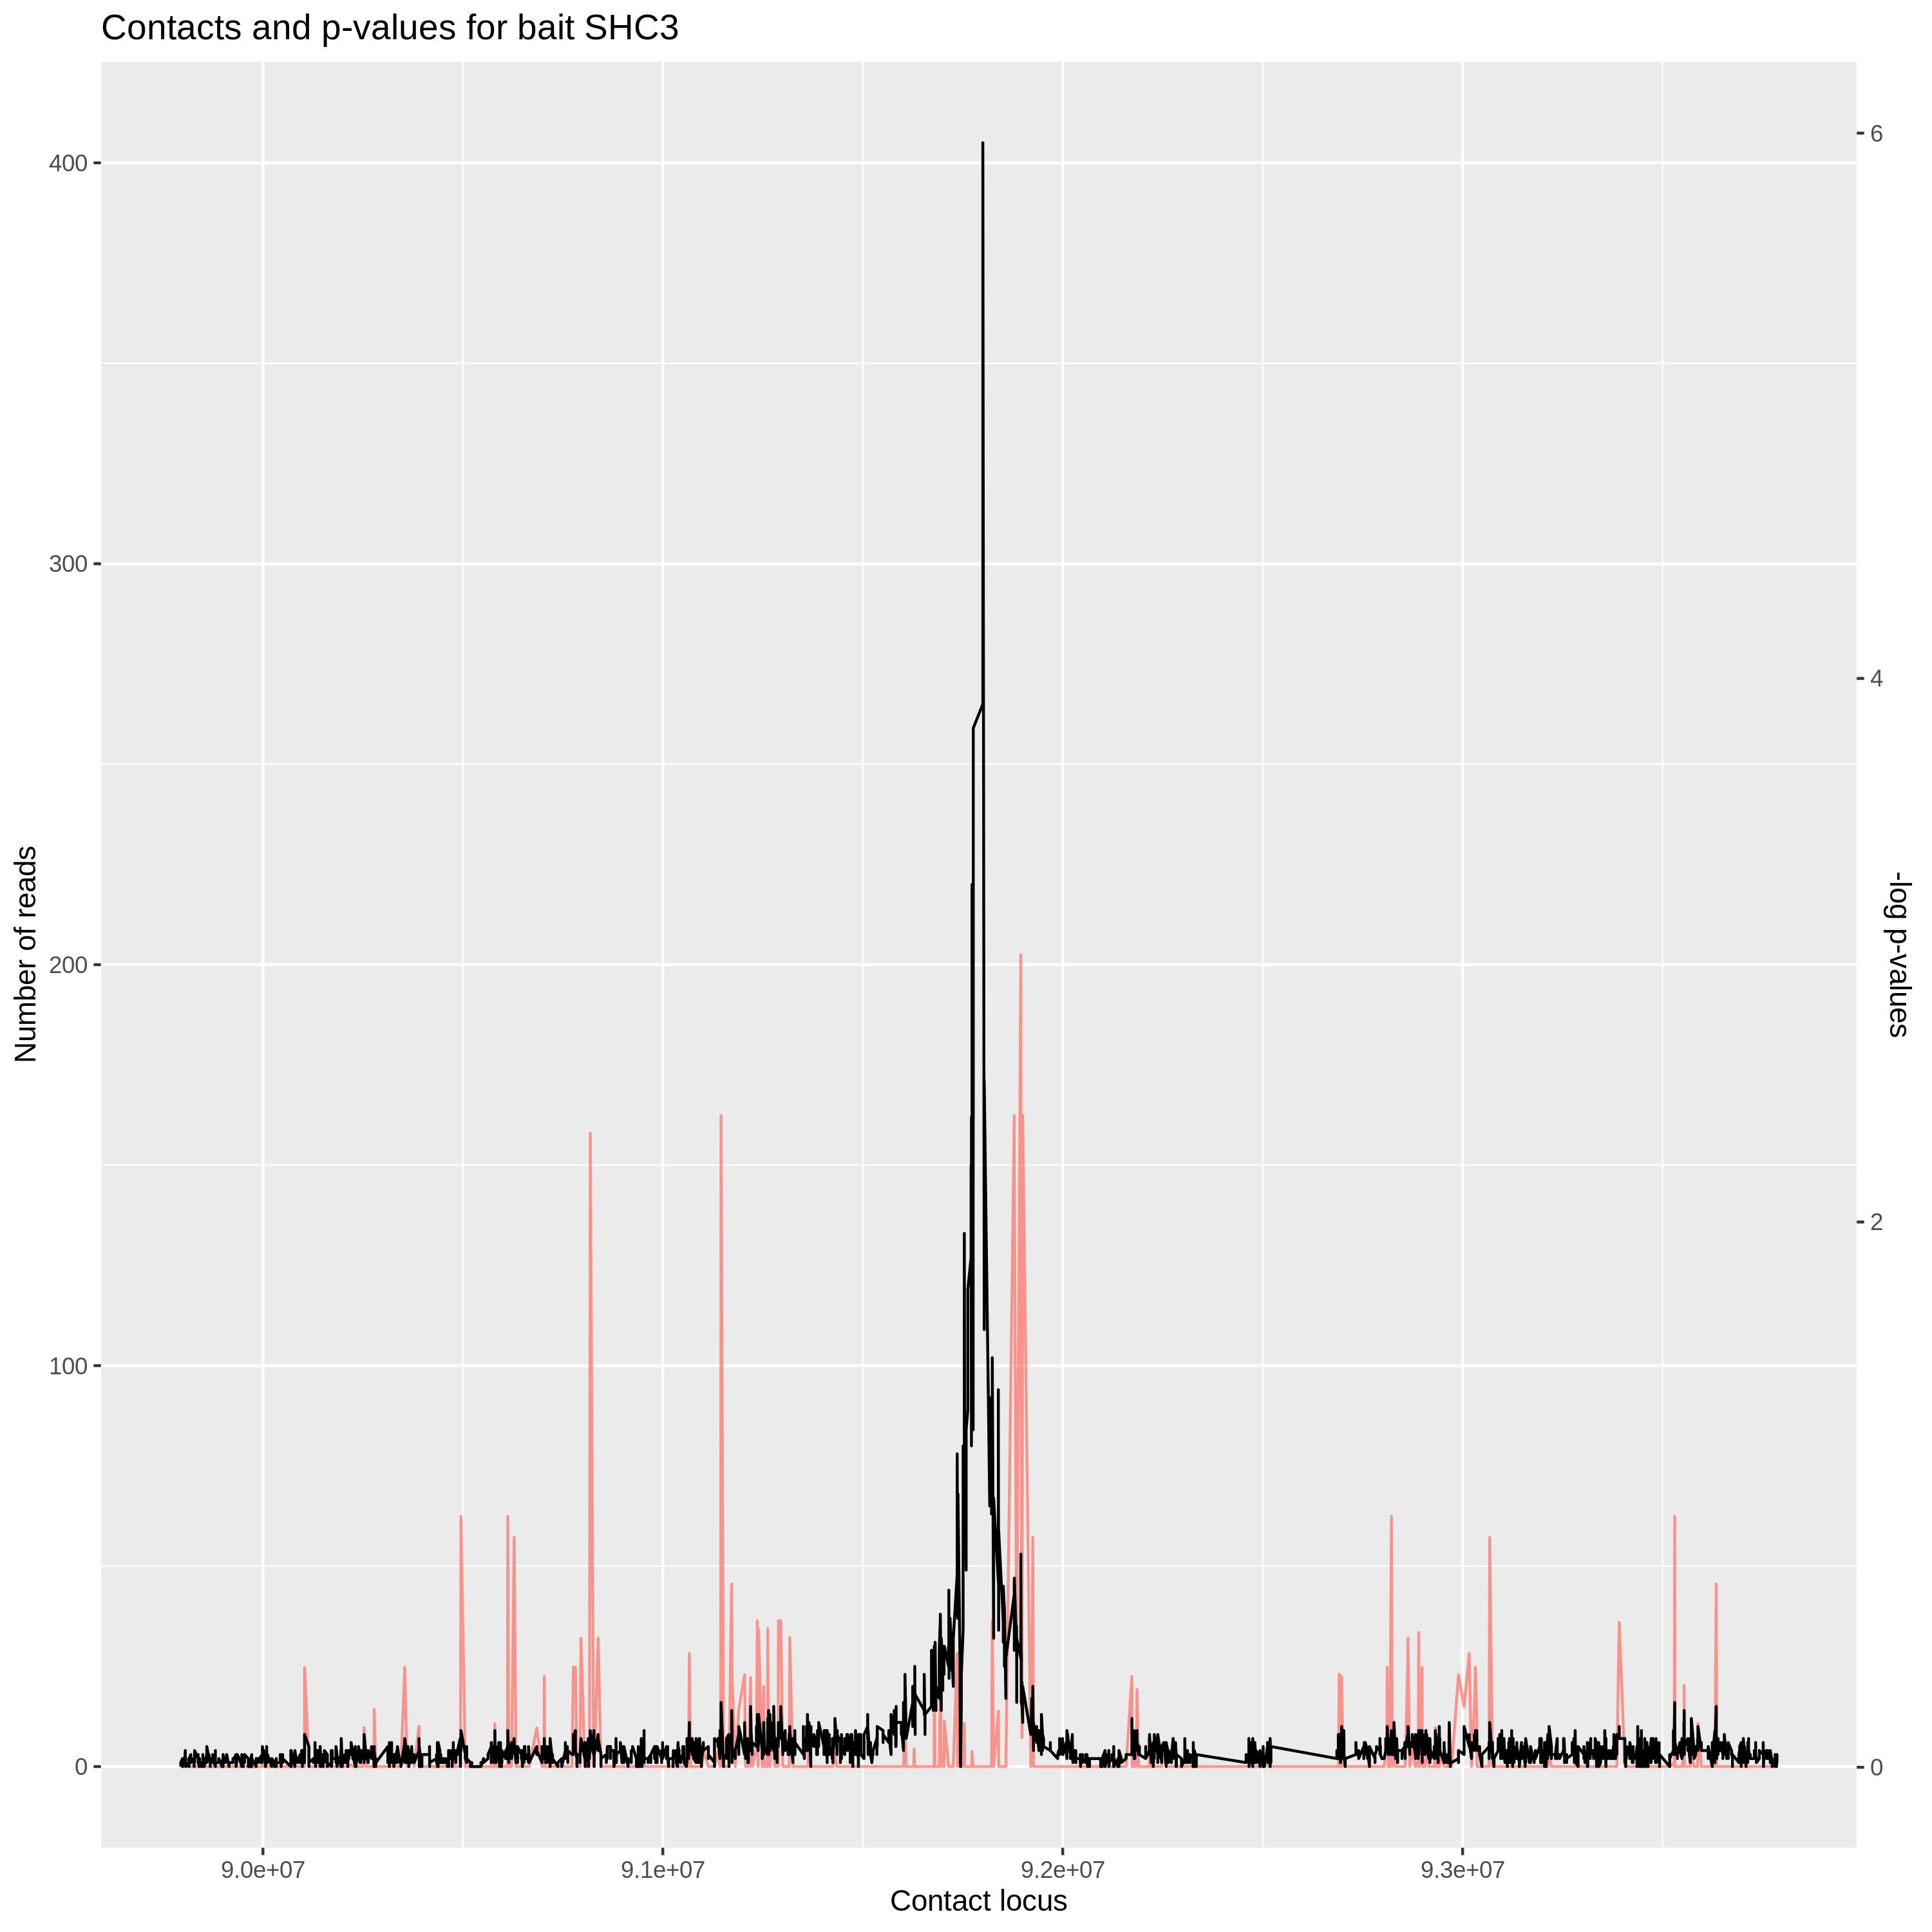 Contacts and p-values for bait SHC3
400
300
200
100
0
Number of reads
6
4
2
0
-log p-values
9.0e+07 9.1e+07 9.2e+07 9.3e+07
Contact locus